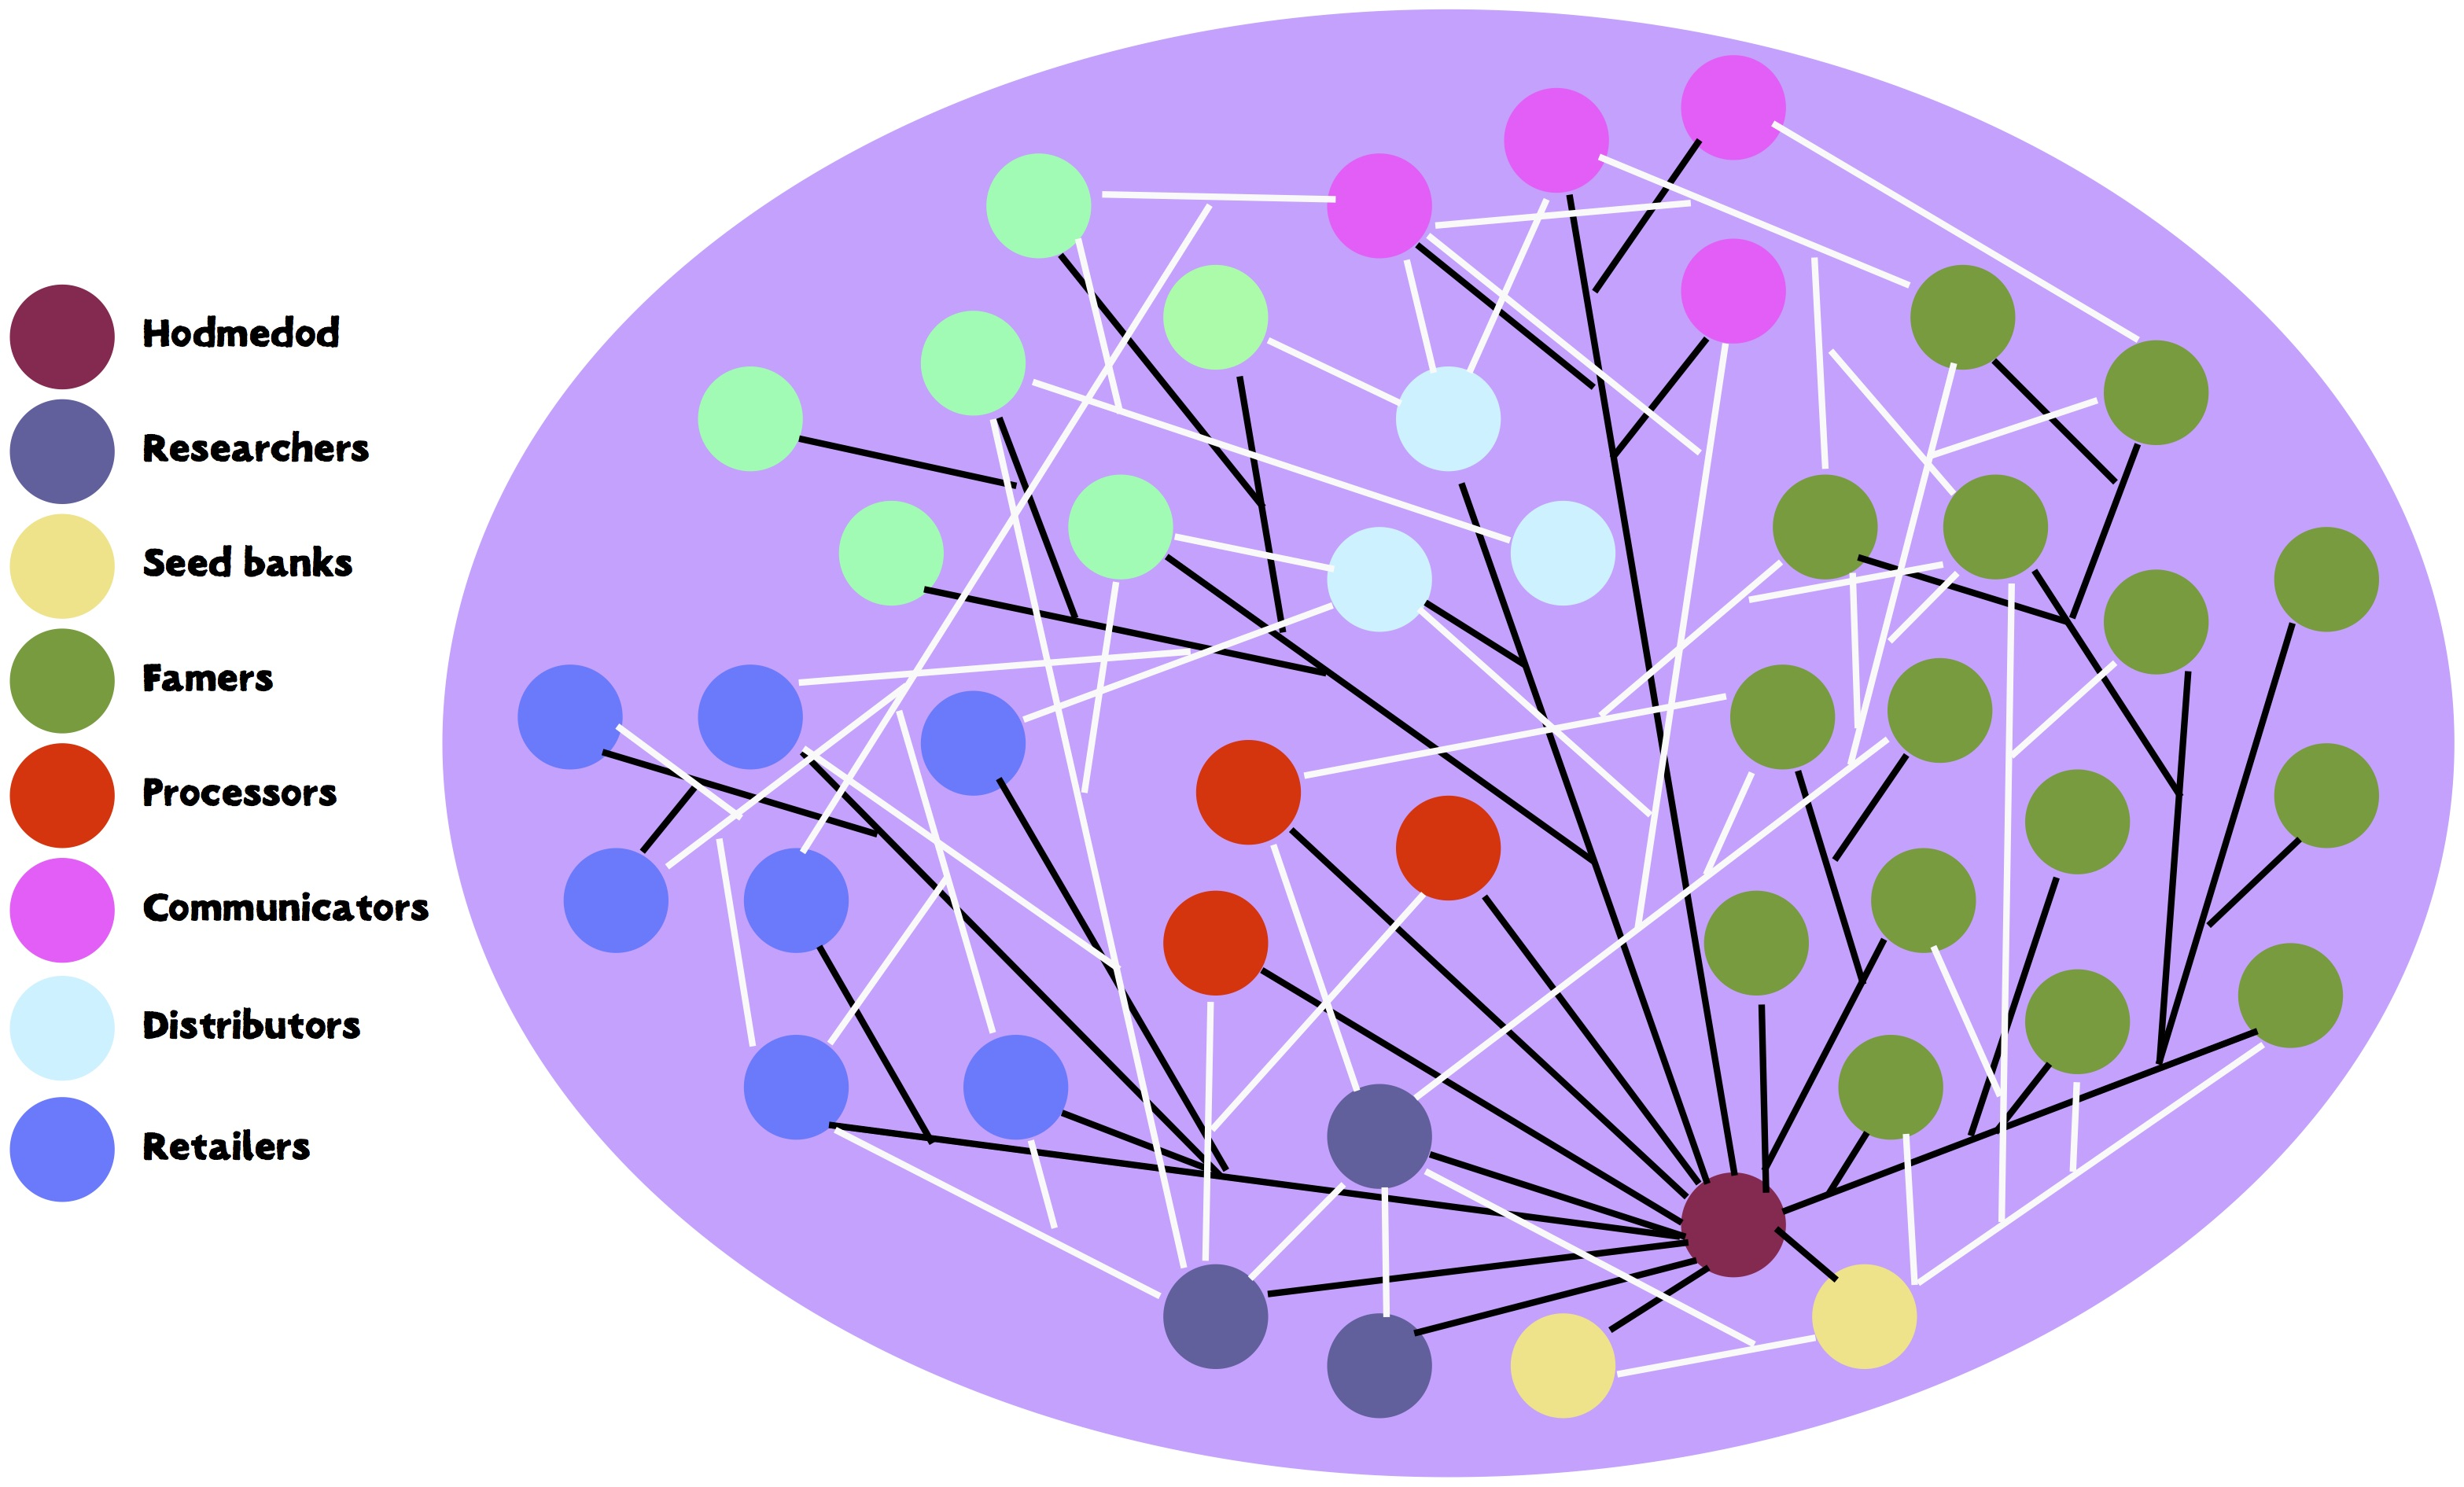 Hodmedod
Researchers
Seed banks
Famers
Processors
Communicators
Distributors
Retailers